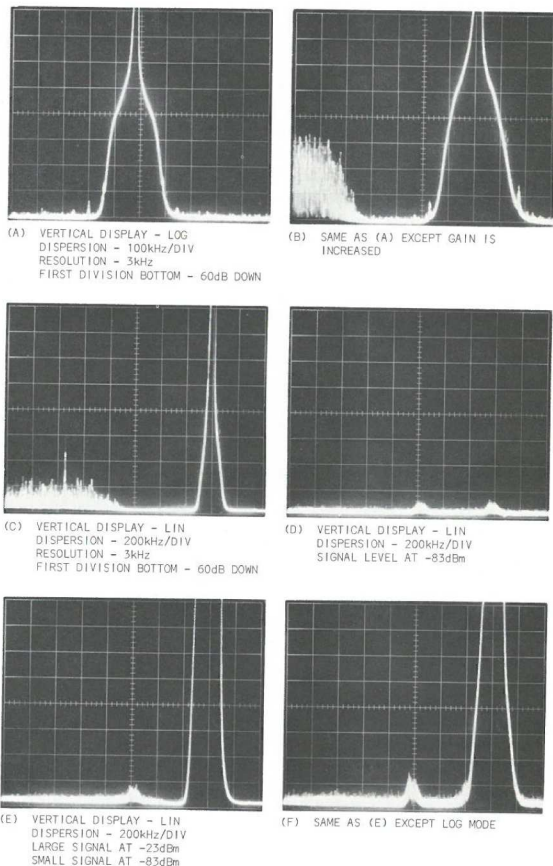 (A) VERTICAL DISPLAY - LOG
DISPERSION - 100kHz/DIV
RESOLUTION - 3kHz
FIRST DIVISION BOTTOM - 60dB DOWN
(B) SAME AS (A) EXCEPT GAIN IS
INCREASED
(C) VERTICAL DISPLAY - LIN
DISPERSION - 200kHz/DIV
RESOLUTION - 3kHz
FIRST DIVISION BOTTOM - 60dB DOWN
(D) VERTICAL DISPLAY - LIN
DISPERSION - 200kHz/DIV
SIGNAL LEVEL AT -83dBm
(E) VERTICAL DISPLAY - LIN
DISPERSION - 200kHz/DIV
LARGE SIGNAL AT -23dBm
SMALL SIGNAL AT -83dBm
(F) SAME AS (E) EXCEPT LOG MODE